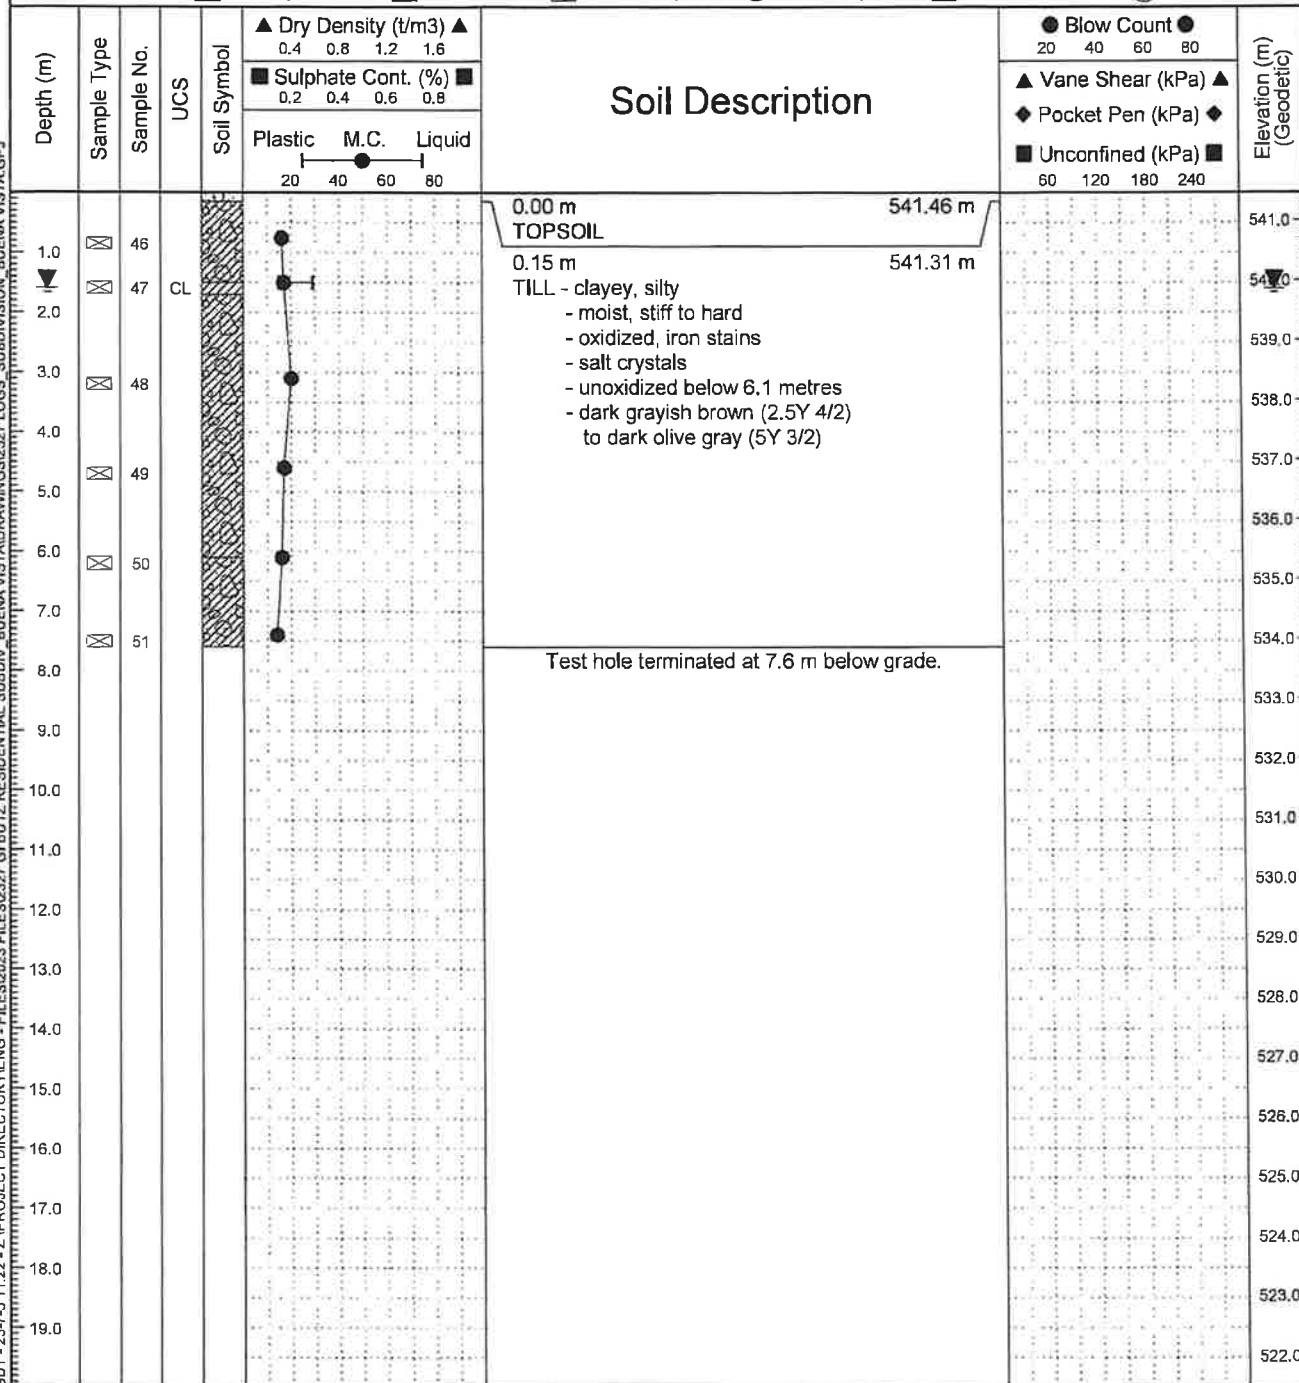 Depth (m)
Sample Type
Sample No.
UCS
Soil Symbol
▲ Dry Density (t/m3) ▲
0.4 0.8 1.2 1.6
■ Sulphate Cont. (%) ■
0.2 0.4 0.6 0.8
Plastic M.C. Liquid
20 40 60 80
Soil Description
● Blow Count ●
20 40 60 80
▲ Vane Shear (kPa) ▲
◆ Pocket Pen (kPa) ◆
■ Unconfined (kPa) ■
60 120 180 240
Elevation (m)
(Geodetic)
0.00 m 541.46 m
TOPSOIL
0.15 m 541.31 m
TILL - clayey, silty
- moist, stiff to hard
- oxidized, iron stains
- salt crystals
- unoxidized below 6.1 metres
- dark grayish brown (2.5Y 4/2)
to dark olive gray (5Y 3/2)
Test hole terminated at 7.6 m below grade.
1.0
2.0
3.0
4.0
5.0
6.0
7.0
8.0
9.0
10.0
11.0
12.0
13.0
14.0
15.0
16.0
17.0
18.0
19.0
46
47 CL
48
49
50
51
541.0
539.0
538.0
537.0
536.0
535.0
534.0
533.0
532.0
531.0
530.0
529.0
528.0
527.0
526.0
525.0
524.0
523.0
522.0